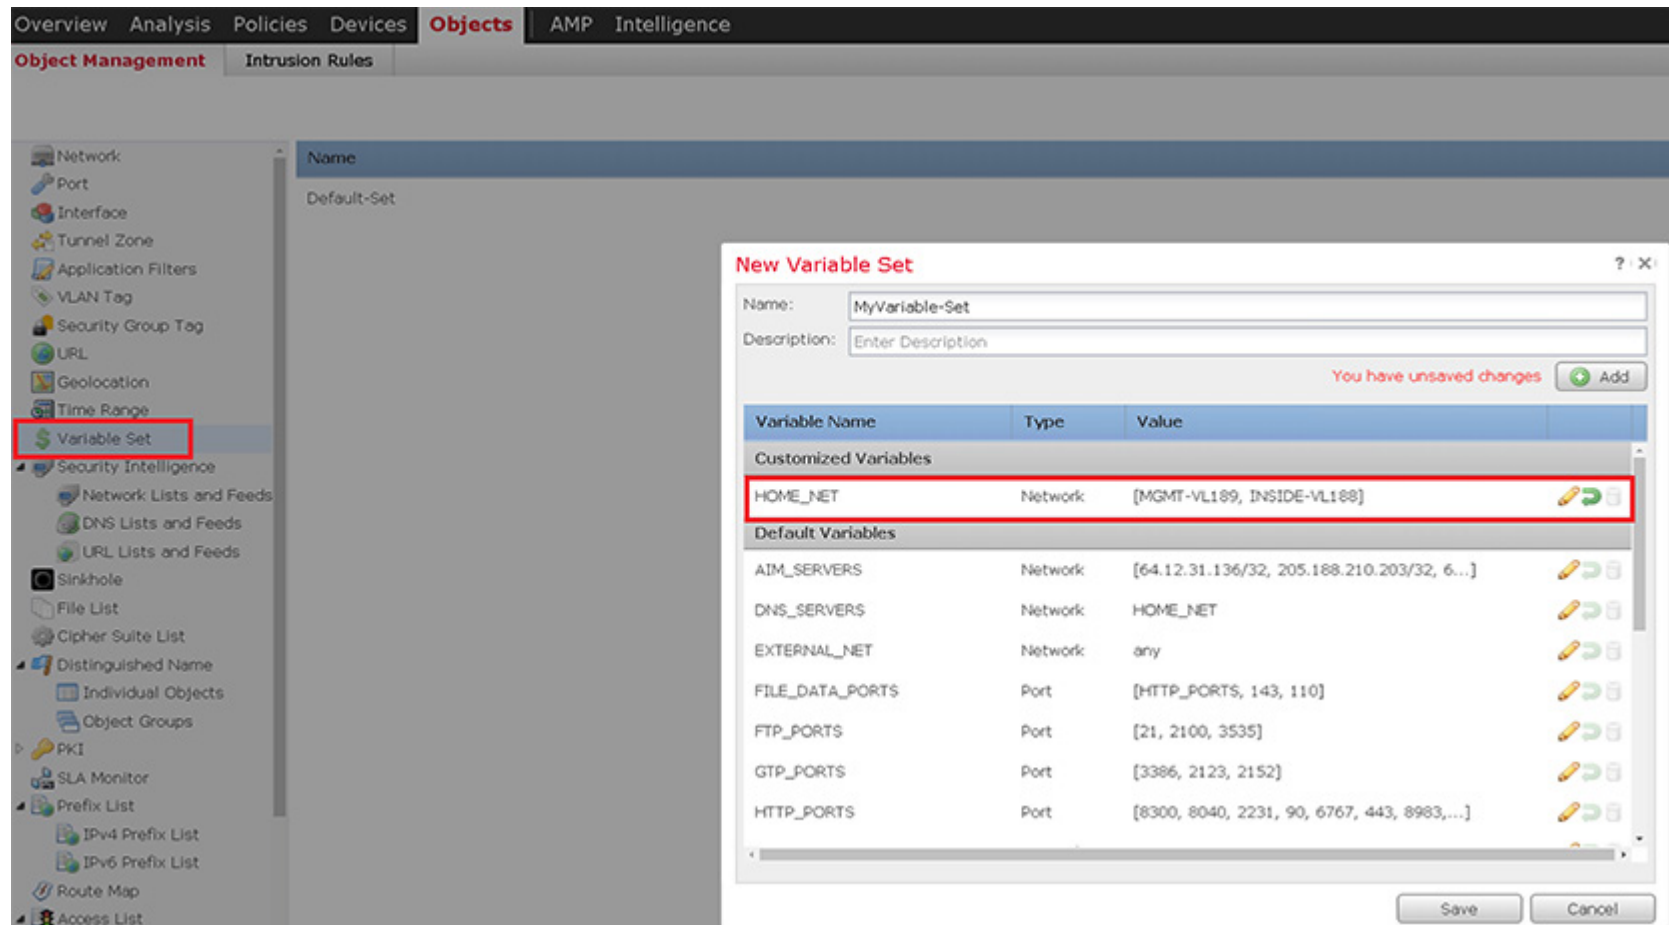 Overview Analysis Policies Devices Objects AMP Intelligence
Object Management Intrusion Rules
Network
Port
Interface
Tunnel Zone
Application Filters
VLAN Tag
Security Group Tag
URL
Geolocation
Time Range
Variable Set
Security Intelligence
Network Lists and Feeds
DNS Lists and Feeds
URL Lists and Feeds
Sinkhole
File List
Cipher Suite List
Distinguished Name
Individual Objects
Object Groups
PKI
SLA Monitor
Prefix List
IPv4 Prefix List
IPv6 Prefix List
Route Map
Access List
Name
Default-Set
New Variable Set ?
Name: MyVariable-Set
Description: Enter Description
You have unsaved changes Add
Variable Name Type Value
Customized Variables
HOME_NET Network [MGMT-VL189, INSIDE-VL188]
Default Variables
AIM_SERVERS Network [64.12.31.136/32, 205.188.210.203/32, 6...]
DNS_SERVERS Network HOME_NET
EXTERNAL_NET Network any
FILE_DATA_PORTS Port [HTTP_PORTS, 143, 110]
FTP_PORTS Port [21, 2100, 3535]
GTP_PORTS Port [3386, 2123, 2152]
HTTP_PORTS Port [8300, 8040, 2231, 90, 6767, 443, 8983,...]
Save Cancel